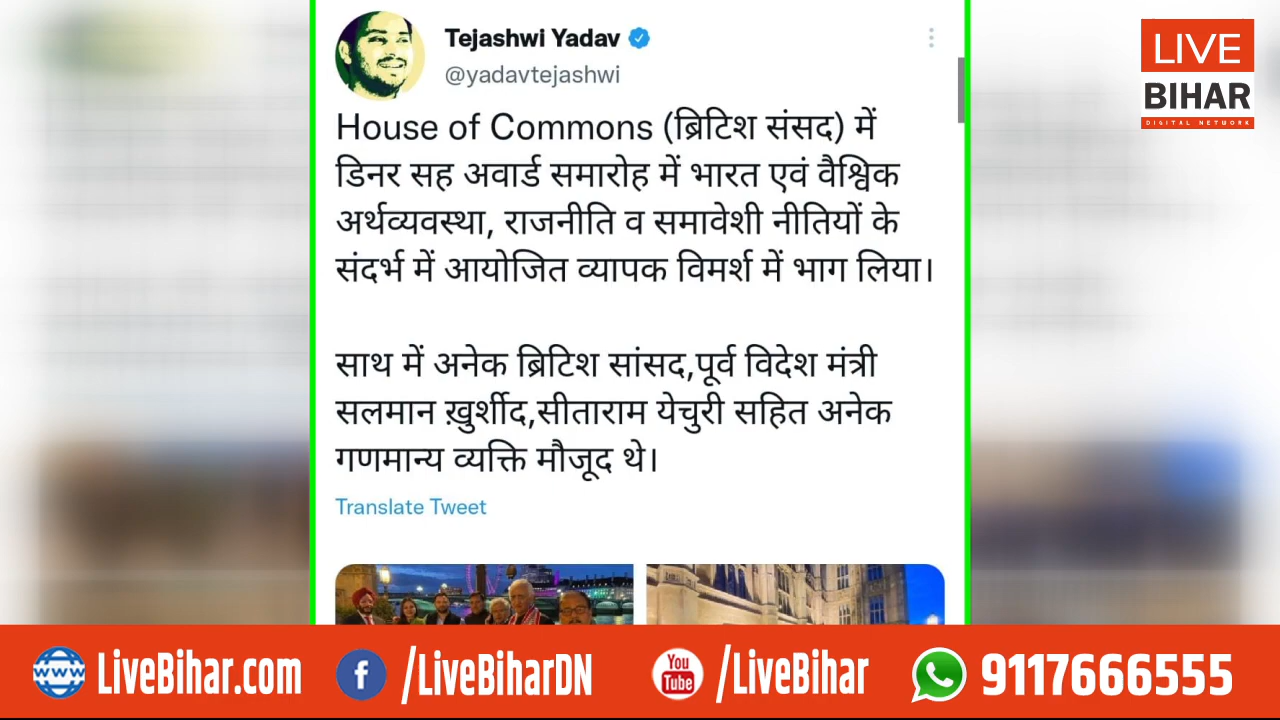 Tejashwi Yadav
@yadavtejashwi
LIVE
BIHAR
DIGITAL NETWORK
House of Commons (ब्रिटिश संसद) में
डिनर सह अवार्ड समारोह में भारत एवं वैश्विक
अर्थव्यवस्था, राजनीति व समावेशी नीतियों के
संदर्भ में आयोजित व्यापक विमर्श में भाग लिया।
साथ में अनेक ब्रिटिश सांसद,पूर्व विदेश मंत्री
सलमान ख़ुर्शीद,सीताराम येचुरी सहित अनेक
गणमान्य व्यक्ति मौजूद थे।
Translate Tweet
www LiveBihar.com f /LiveBiharDN You Tube /LiveBihar 9117666555